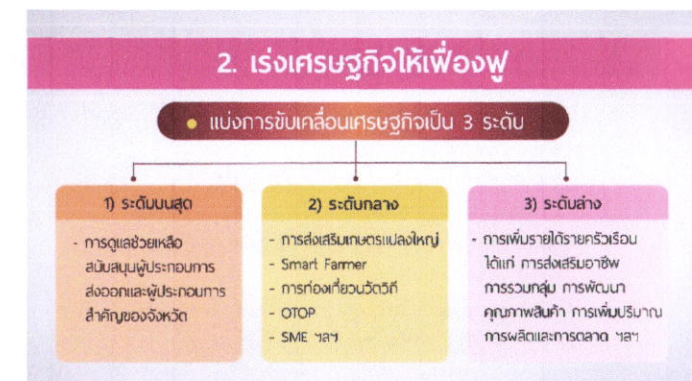 2. เร่งเศรษฐกิจให้เฟื่องฟู
แบ่งการขับเคลื่อนเศรษฐกิจเป็น 3 ระดับ
1) ระดับบนสุด
- การดูแลช่วยเหลือ
สนับสนุนผู้ประกอบการ
ส่งออกและผู้ประกอบการ
สำคัญของจังหวัด
2) ระดับกลาง
- การส่งเสริมเกษตรแปลงใหญ่
- Smart Farmer
- การท่องเที่ยวนวัตวิถี
- OTOP
- SME ฯลฯ
3) ระดับล่าง
- การเพิ่มรายได้รายครัวเรือน
ได้แก่ การส่งเสริมอาชีพ
การรวมกลุ่ม การพัฒนา
คุณภาพสินค้า การเพิ่มปริมาณ
การผลิตและการตลาด ฯลฯ